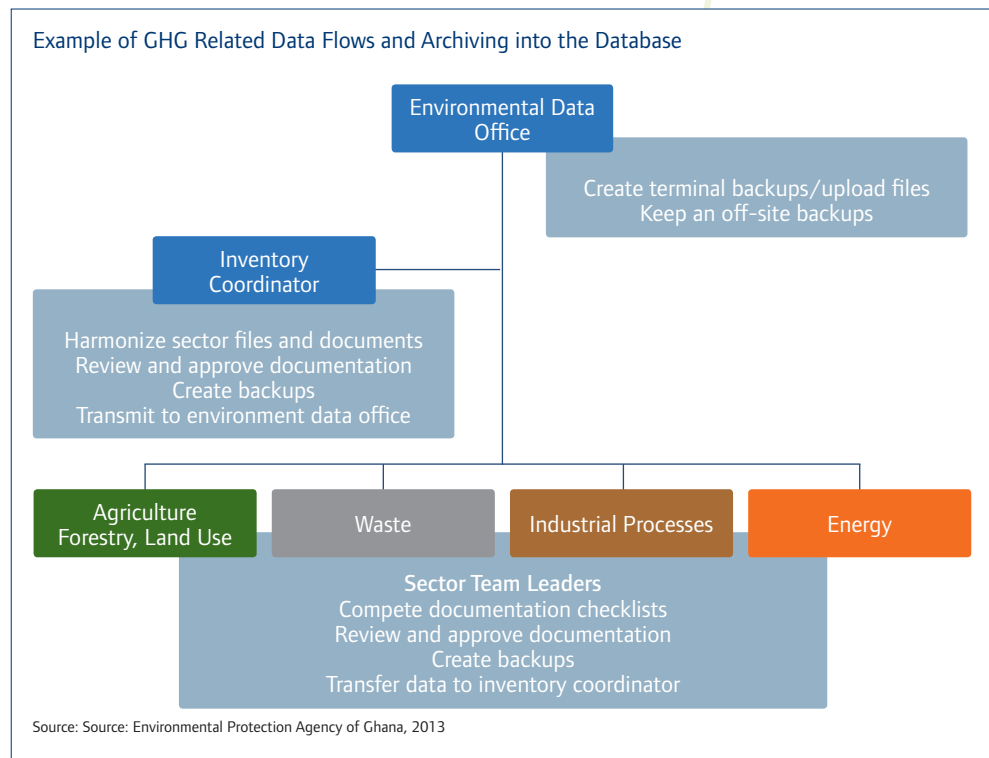 Example of GHG Related Data Flows and Archiving into the Database
Environmental Data
Office
Create terminal backups/upload files
Keep an off-site backups
Inventory
Coordinator
Harmonize sector files and documents
Review and approve documentation
Create backups
Transmit to environment data office
Agriculture
Forestry, Land Use
Waste
Industrial Processes
Energy
Sector Team Leaders
Compete documentation checklists
Review and approve documentation
Create backups
Transfer data to inventory coordinator
Source: Source: Environmental Protection Agency of Ghana, 2013